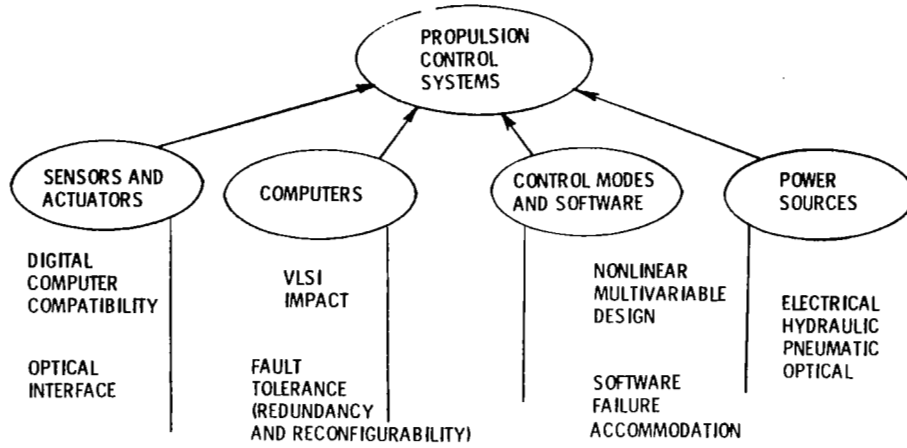 PROPULSION
CONTROL
SYSTEMS
SENSORS AND
ACTUATORS
COMPUTERS
CONTROL MODES
AND SOFTWARE
POWER
SOURCES
DIGITAL
COMPUTER
COMPATIBILITY
OPTICAL
INTERFACE
VLSI
IMPACT
FAULT
TOLERANCE
(REDUNDANCY
AND RECONFIGURABILITY)
NONLINEAR
MULTIVARIABLE
DESIGN
SOFTWARE
FAILURE
ACCOMMODATION
ELECTRICAL
HYDRAULIC
PNEUMATIC
OPTICAL